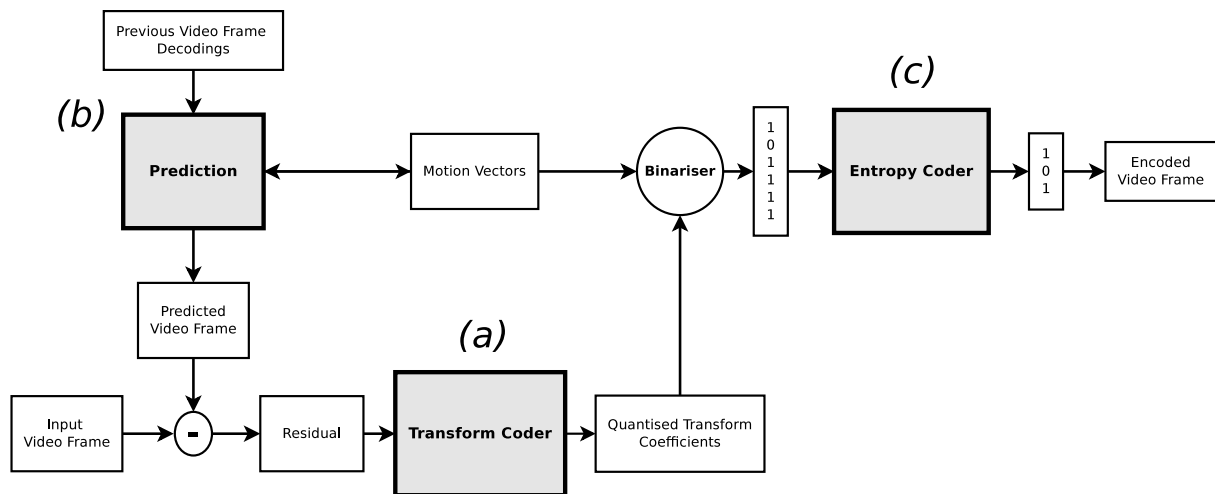 Previous Video Frame
Decodings
(b)
Prediction
Motion Vectors
Binariser
1
0
1
1
1
1
(c)
Entropy Coder
1
0
1
Encoded
Video Frame
Predicted
Video Frame
(a)
Input
Video Frame
-
Residual
Transform Coder
Quantised Transform
Coefficients